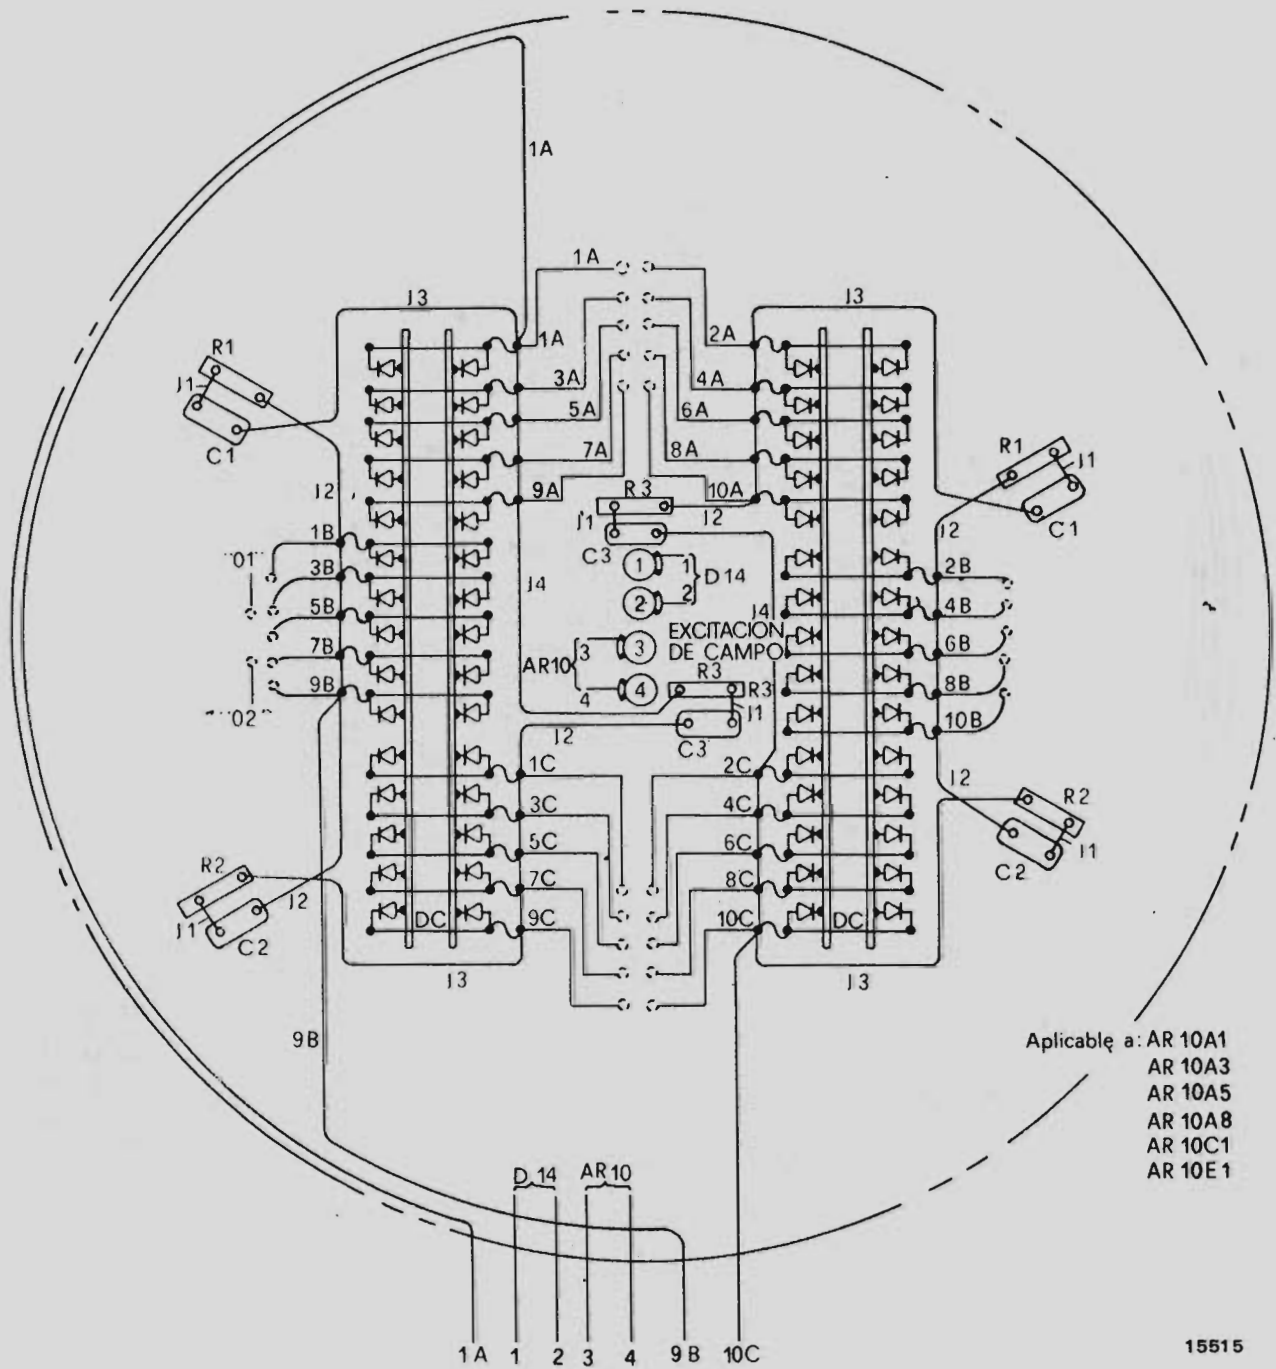 1A
1A
J3
J3
1A
2A
R1
3A
4A
J1
5A
6A
C1
7A
8A
R1
J1
J2
9A
R3
10A
J1
J2
C1
J2
1B
C3
"01"
3B
1
1
D 14
2B
J4
5B
2
2
J4
4B
EXCITACION
DE CAMPO
7B
AR10
3
3
6B
R3
9B
4
4
R3
8B
"02"
J1
10B
J2
C3
1C
2C
J2
3C
4C
R2
5C
6C
J1
R2
7C
8C
C2
J2
J1
DC
9C
10C
DC
C2
J3
J3
9B
Aplicable a: AR 10A1
AR 10A3
AR 10A5
AR 10A8
AR 10C1
AR 10E1
D 14
AR 10
1A 1 2 3 4 9B 10C
15515